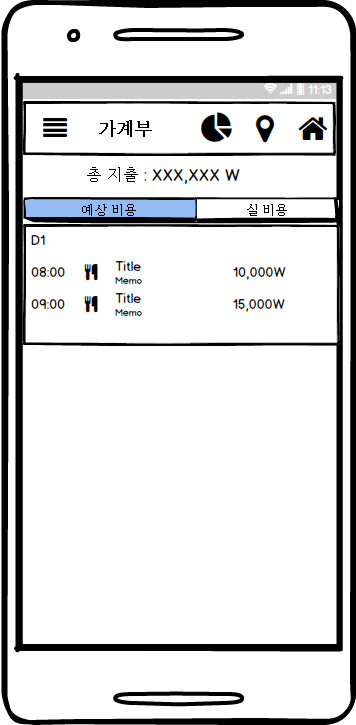 11:13
가계부
총 지출 : XXX,XXX W
예상 비용 실 비용
D1
08:00 Title 10,000W
Memo
09:00 Title 15,000W
Memo